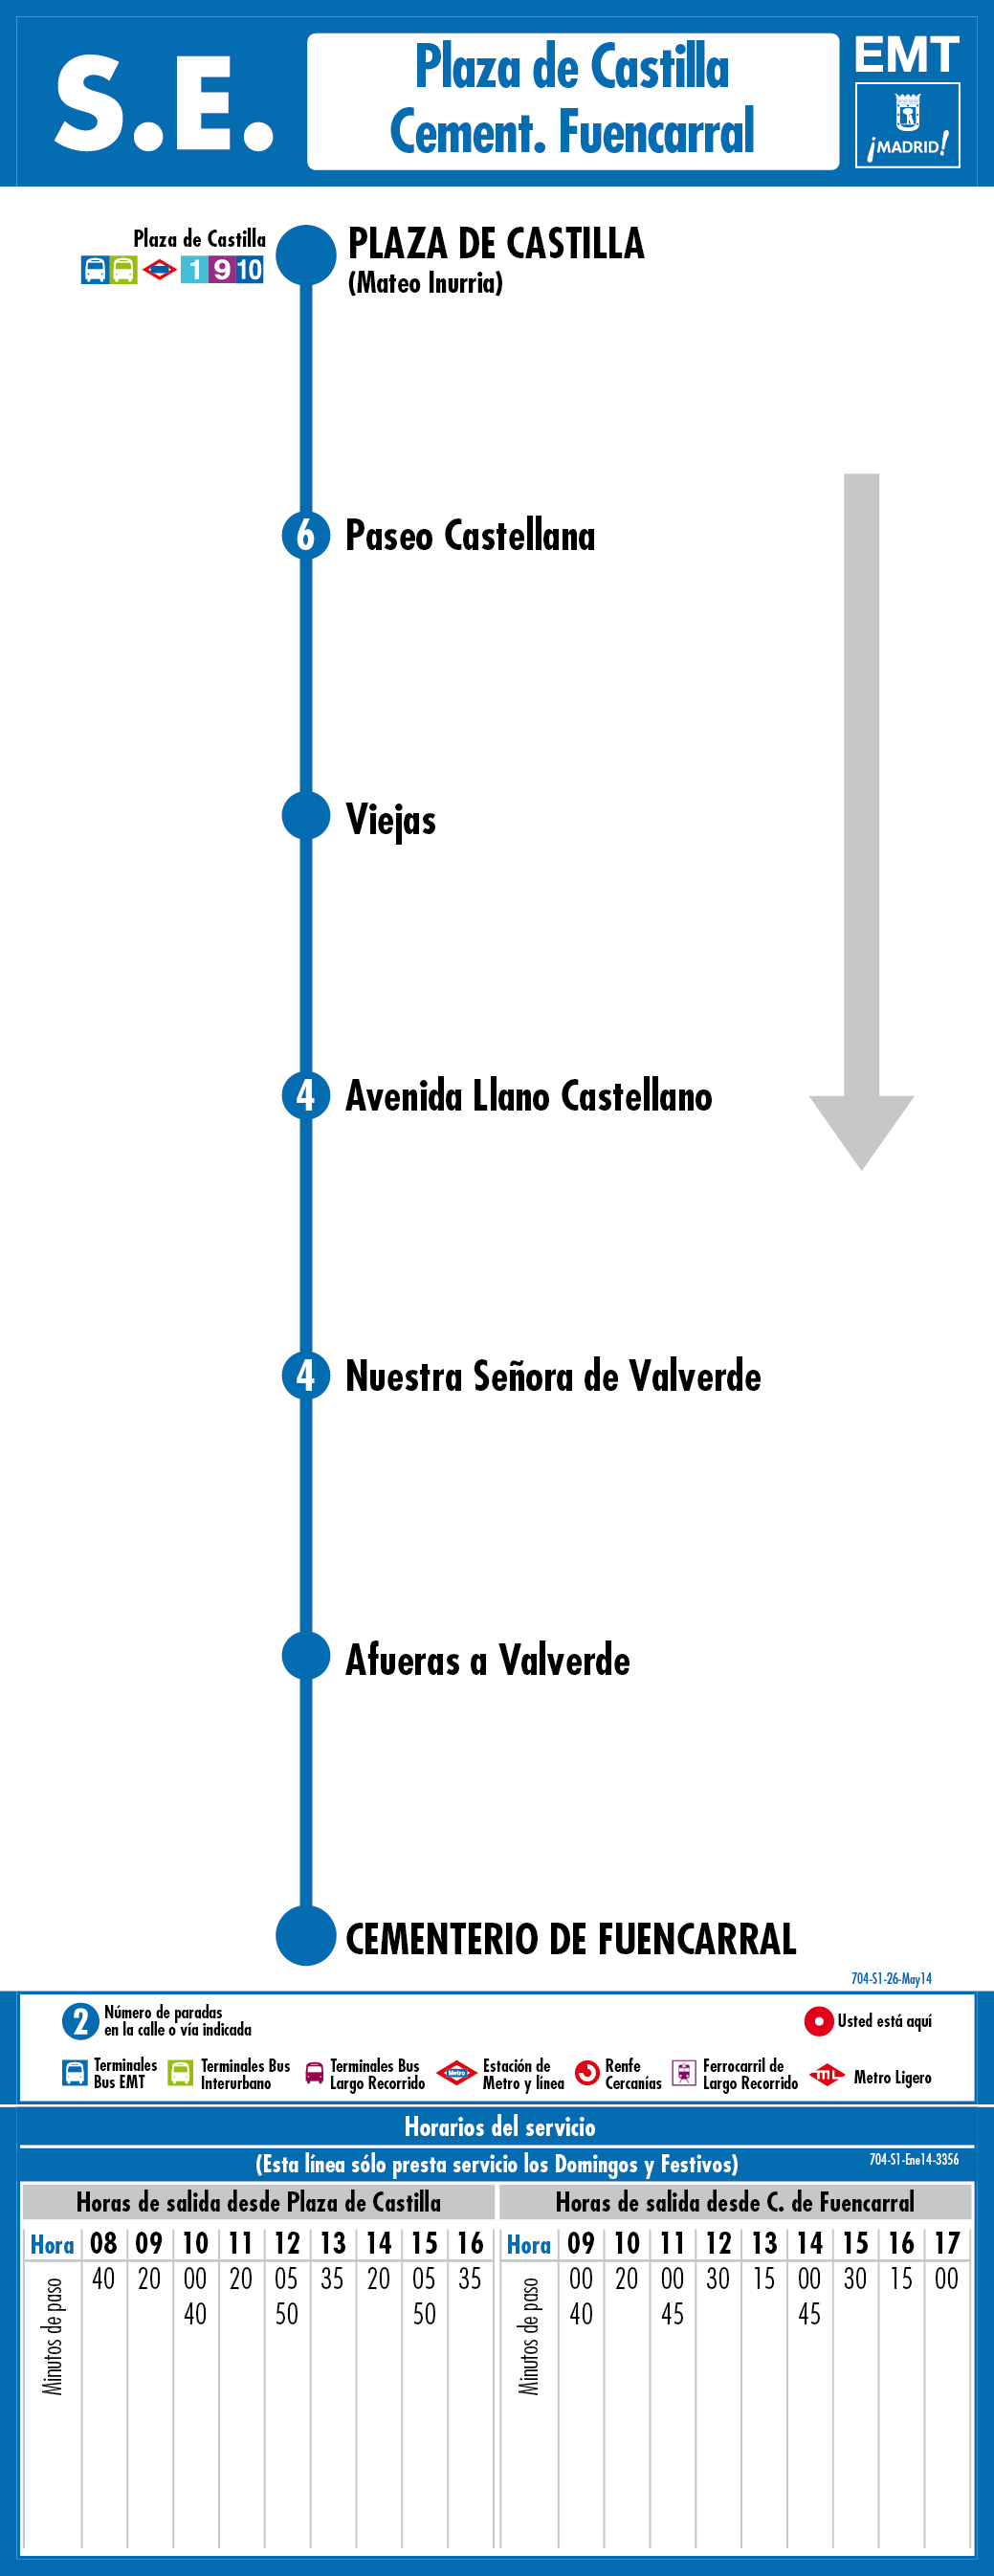 S.E.
Plaza de Castilla
Cement. Fuencarral
EMT
¡MADRID!
Plaza de Castilla
1 9 10
PLAZA DE CASTILLA
(Mateo Inurria)
6 Paseo Castellana
Viejas
4 Avenida Llano Castellano
4 Nuestra Señora de Valverde
Afueras a Valverde
CEMENTERIO DE FUENCARRAL
704-S1-26-May14
2 Número de paradas
en la calle o vía indicada
Usted está aquí
Terminales
Bus EMT
Terminales Bus
Interurbano
Terminales Bus
Largo Recorrido
Metro
Estación de
Metro y línea
Renfe
Cercanías
Ferrocarril de
Largo Recorrido
mL
Metro Ligero
Horarios del servicio
(Esta línea sólo presta servicio los Domingos y Festivos)
704-S1-Ene14-3356
Horas de salida desde Plaza de Castilla
Hora 08 09 10 11 12 13 14 15 16
Minutos de paso
40 20 00 20 05 35 20 05 35
40 50 50
Horas de salida desde C. de Fuencarral
Hora 09 10 11 12 13 14 15 16 17
Minutos de paso
00 20 00 30 15 00 30 15 00
40 45 45